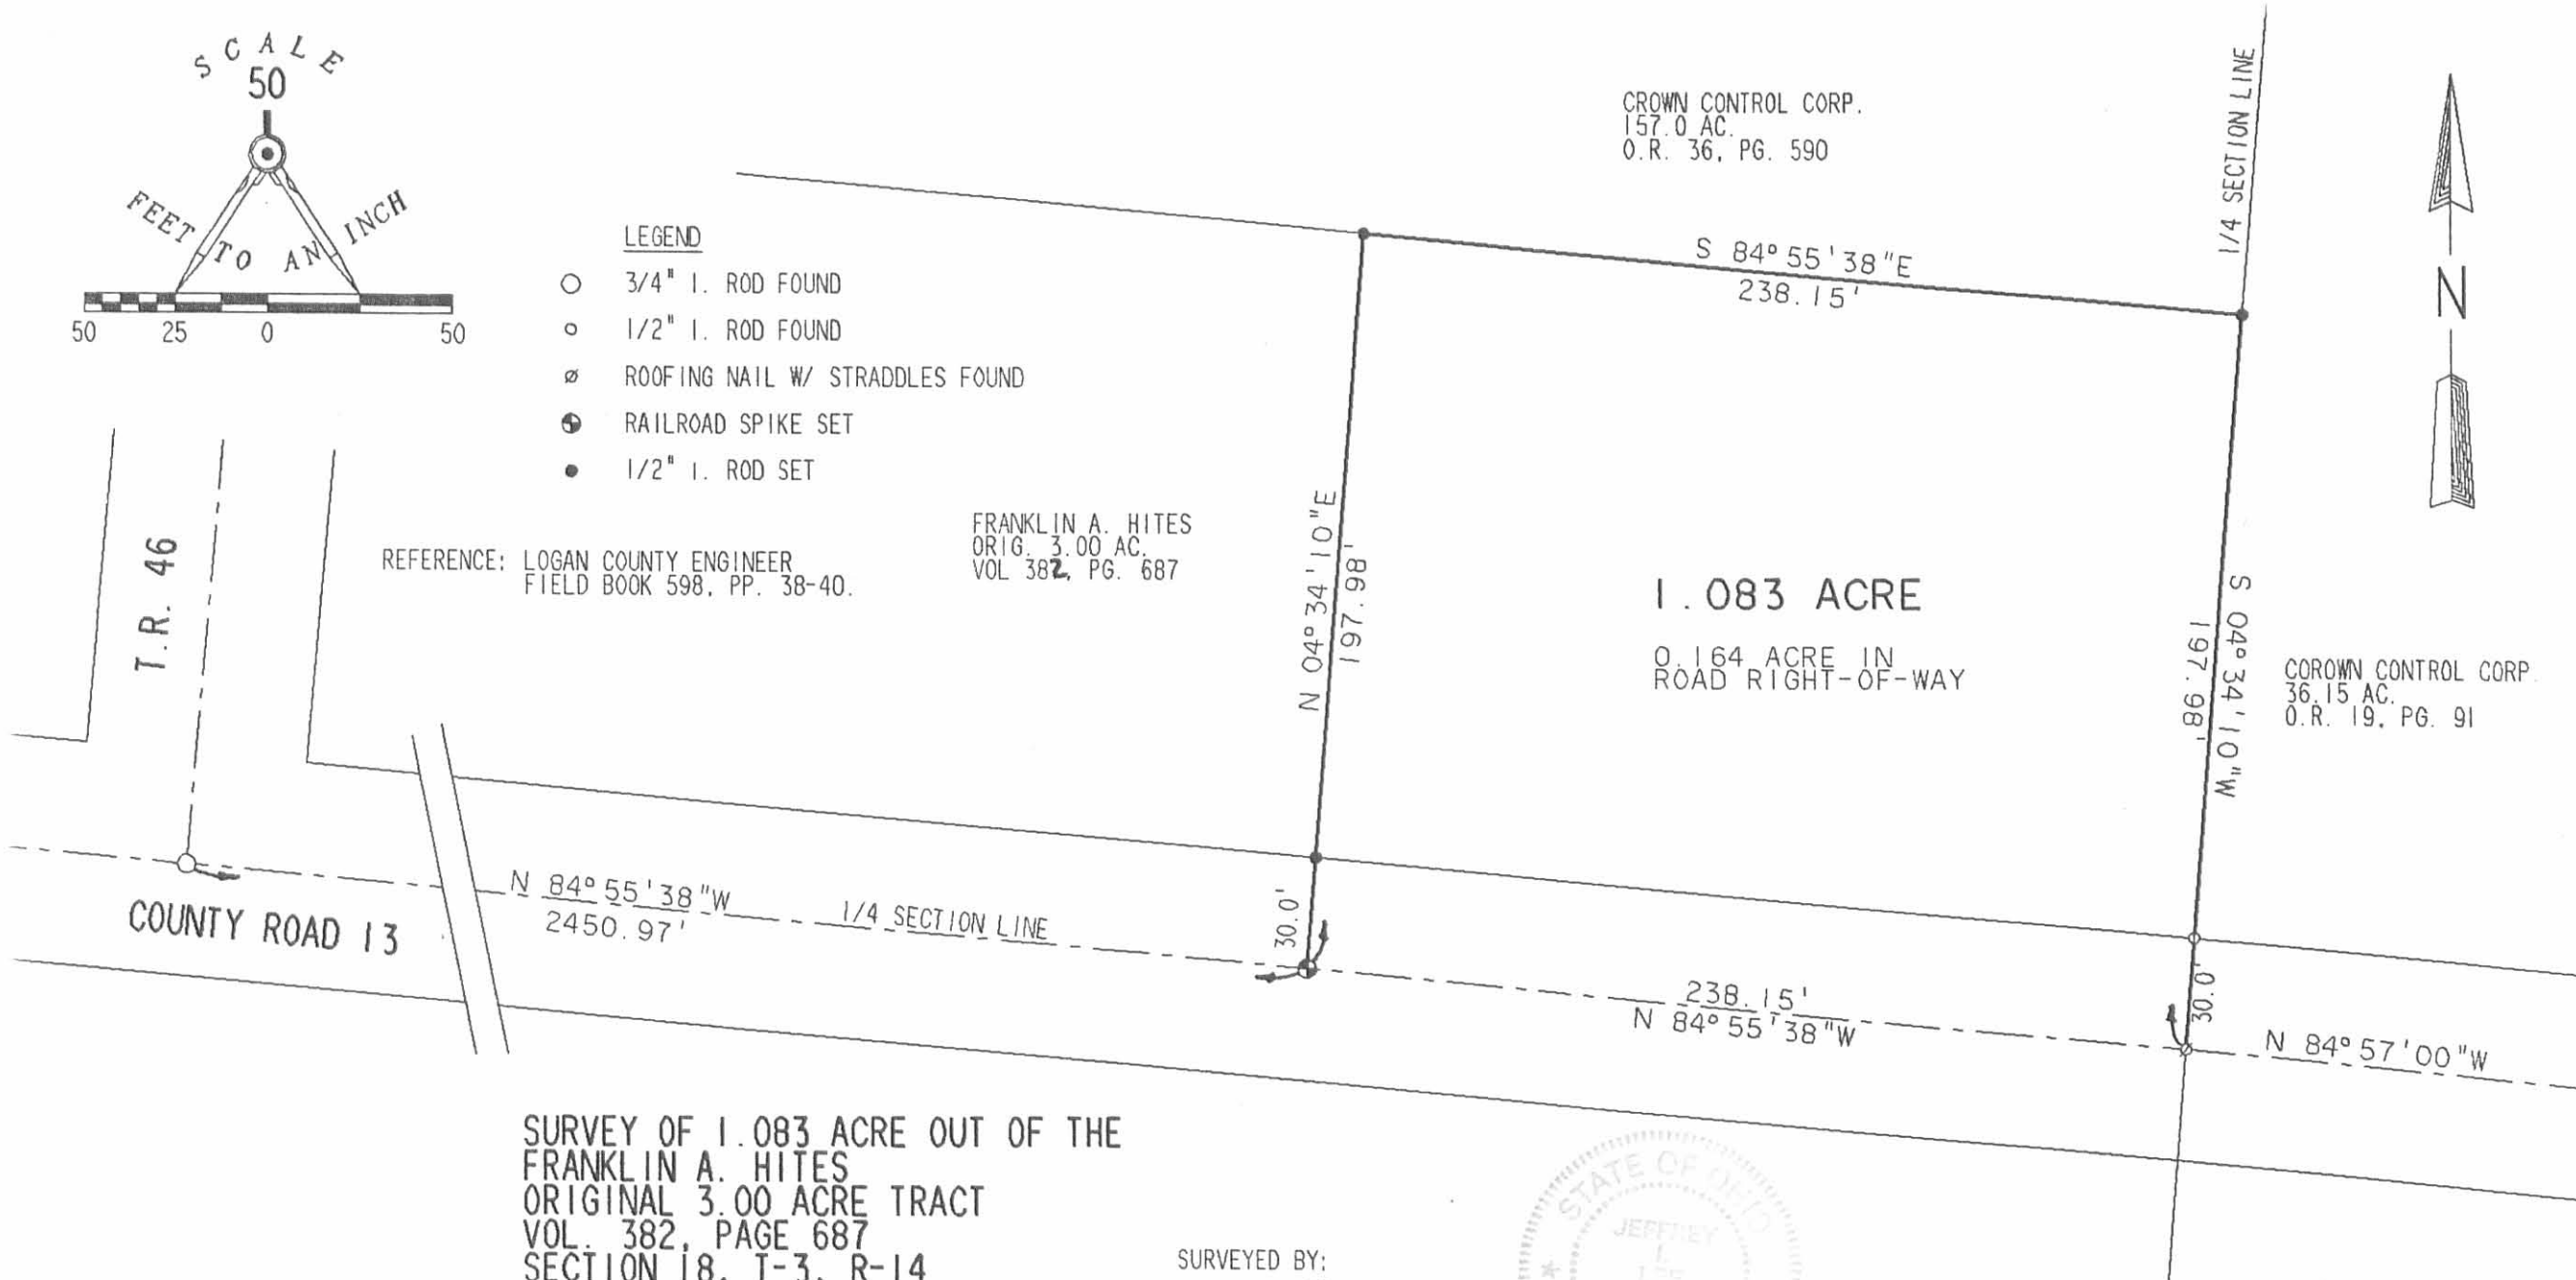 SCALE
50
FEET TO AN INCH
50 25 0 50
LEGEND
3/4" I. ROD FOUND
1/2" I. ROD FOUND
ROOFING NAIL W/ STRADDLES FOUND
RAILROAD SPIKE SET
1/2" I. ROD SET
REFERENCE: LOGAN COUNTY ENGINEER
FIELD BOOK 598, PP. 38-40.
FRANKLIN A. HITES
ORIG. 3.00 AC.
VOL 382, PG. 687
CROWN CONTROL CORP.
157.0 AC.
O.R. 36, PG. 590
1/4 SECTION LINE
N
S 84° 55' 38"E
238.15'
N 04° 34' 10"E
197.98'
1.083 ACRE
0.164 ACRE IN
ROAD RIGHT-OF-WAY
S 04° 34' 10"W
197.98'
COROWN CONTROL CORP.
36.15 AC.
O.R. 19, PG. 91
T.R. 46
COUNTY ROAD 13
N 84° 55' 38"W
2450.97'
1/4 SECTION LINE
30.0'
238.15'
N 84° 55' 38"W
30.0'
N 84° 57' 00"W
SURVEY OF 1.083 ACRE OUT OF THE
FRANKLIN A. HITES
ORIGINAL 3.00 ACRE TRACT
VOL. 382, PAGE 687
SECTION 18, T-3, R-14
SURVEYED BY:
STATE OF OHIO
JEFFREY
I.
LEE